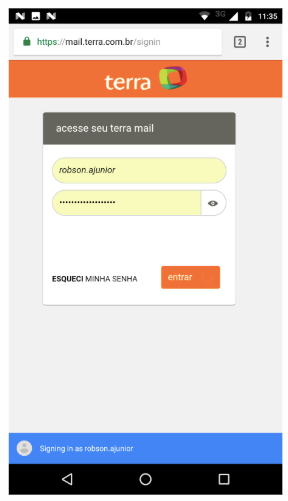 3G 11:35
https://mail.terra.com.br/signin 2
terra
acesse seu terra mail
robson.ajunior
•••••••••••••••••••
ESQUECI MINHA SENHA entrar
Signing in as robson.ajunior